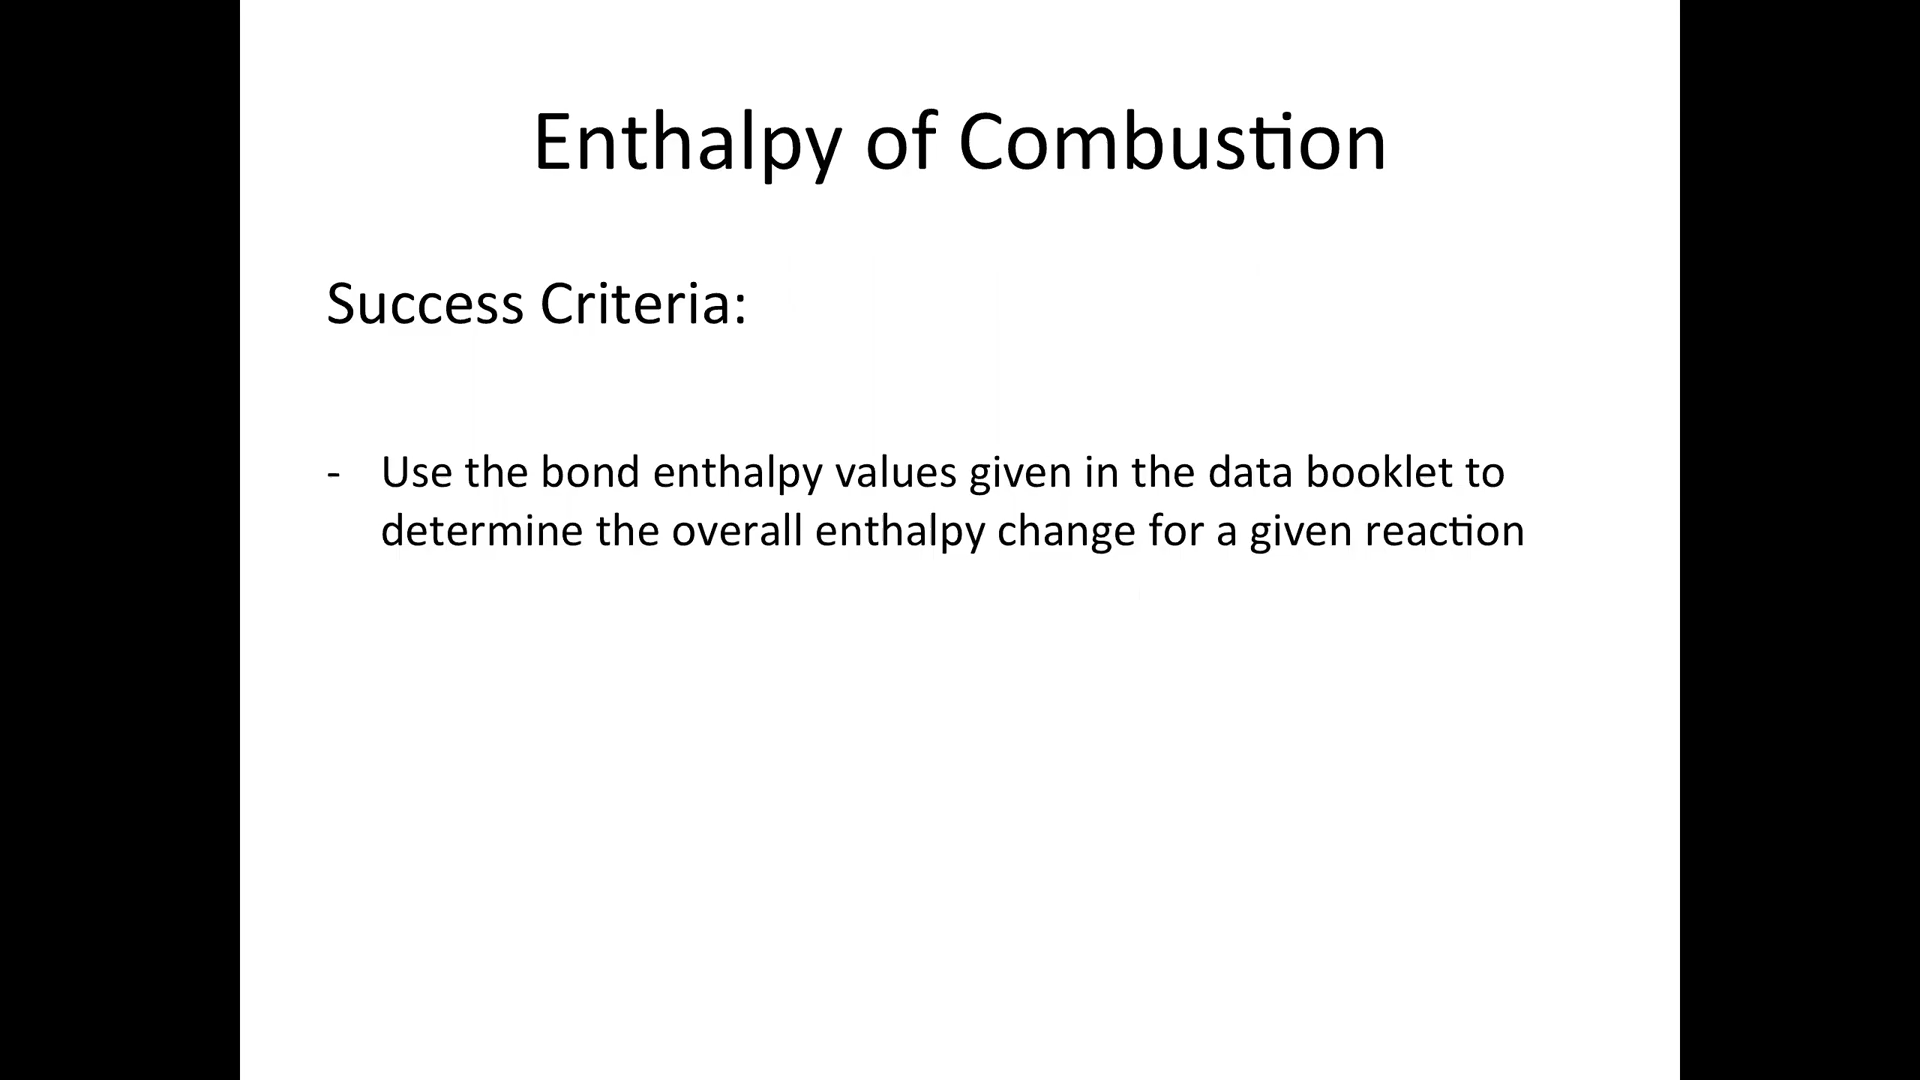 Enthalpy of Combustion
Success Criteria:
- Use the bond enthalpy values given in the data booklet to
determine the overall enthalpy change for a given reaction